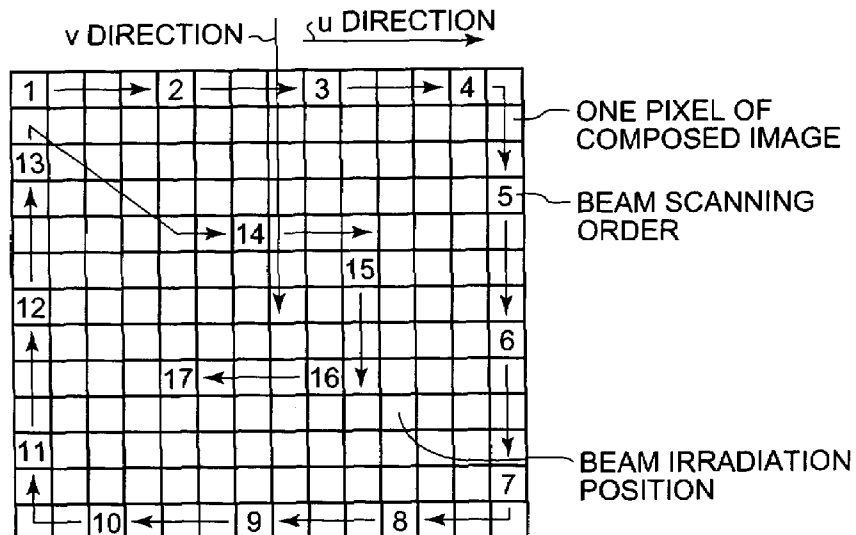 v DIRECTION
u DIRECTION
1 2 3 4
ONE PIXEL OF
COMPOSED IMAGE
13
5
BEAM SCANNING
ORDER
14
15
12
6
17 16
11
BEAM IRRADIATION
POSITION
7
10 9 8